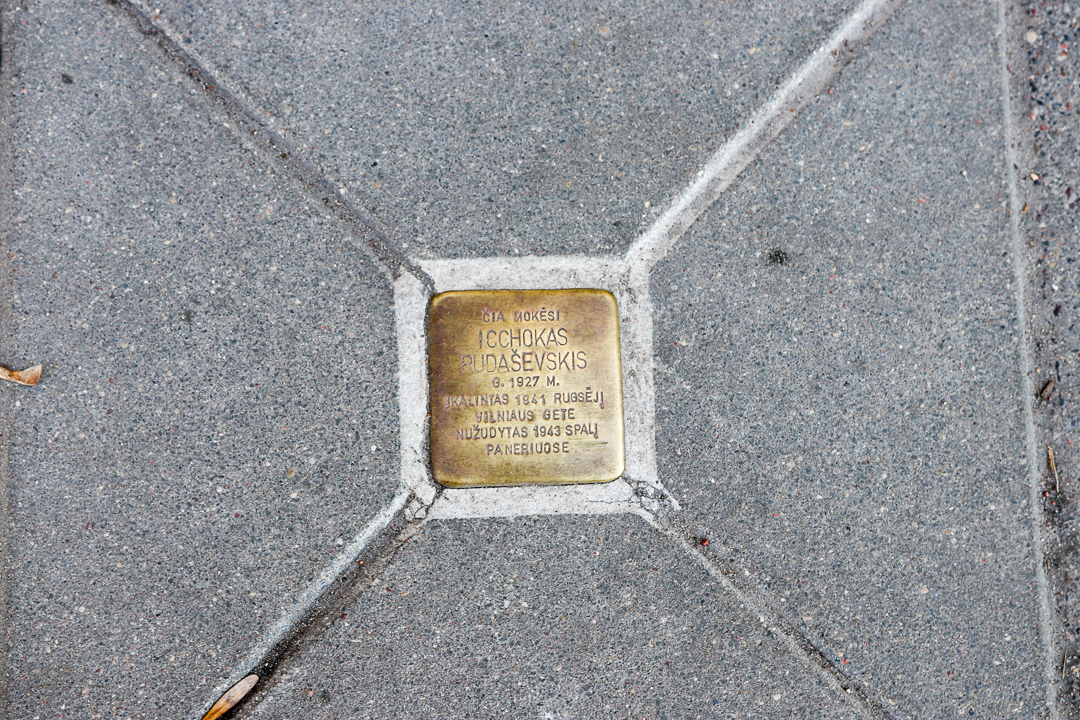 ČIA MOKĖSI
ICCHOKAS
RUDAŠEVSKIS
G. 1927 M.
ĮKALINTAS 1941 RUGSĖJĮ
VILNIAUS GETE
NUŽUDYTAS 1943 SPALĮ
PANERIUOSE